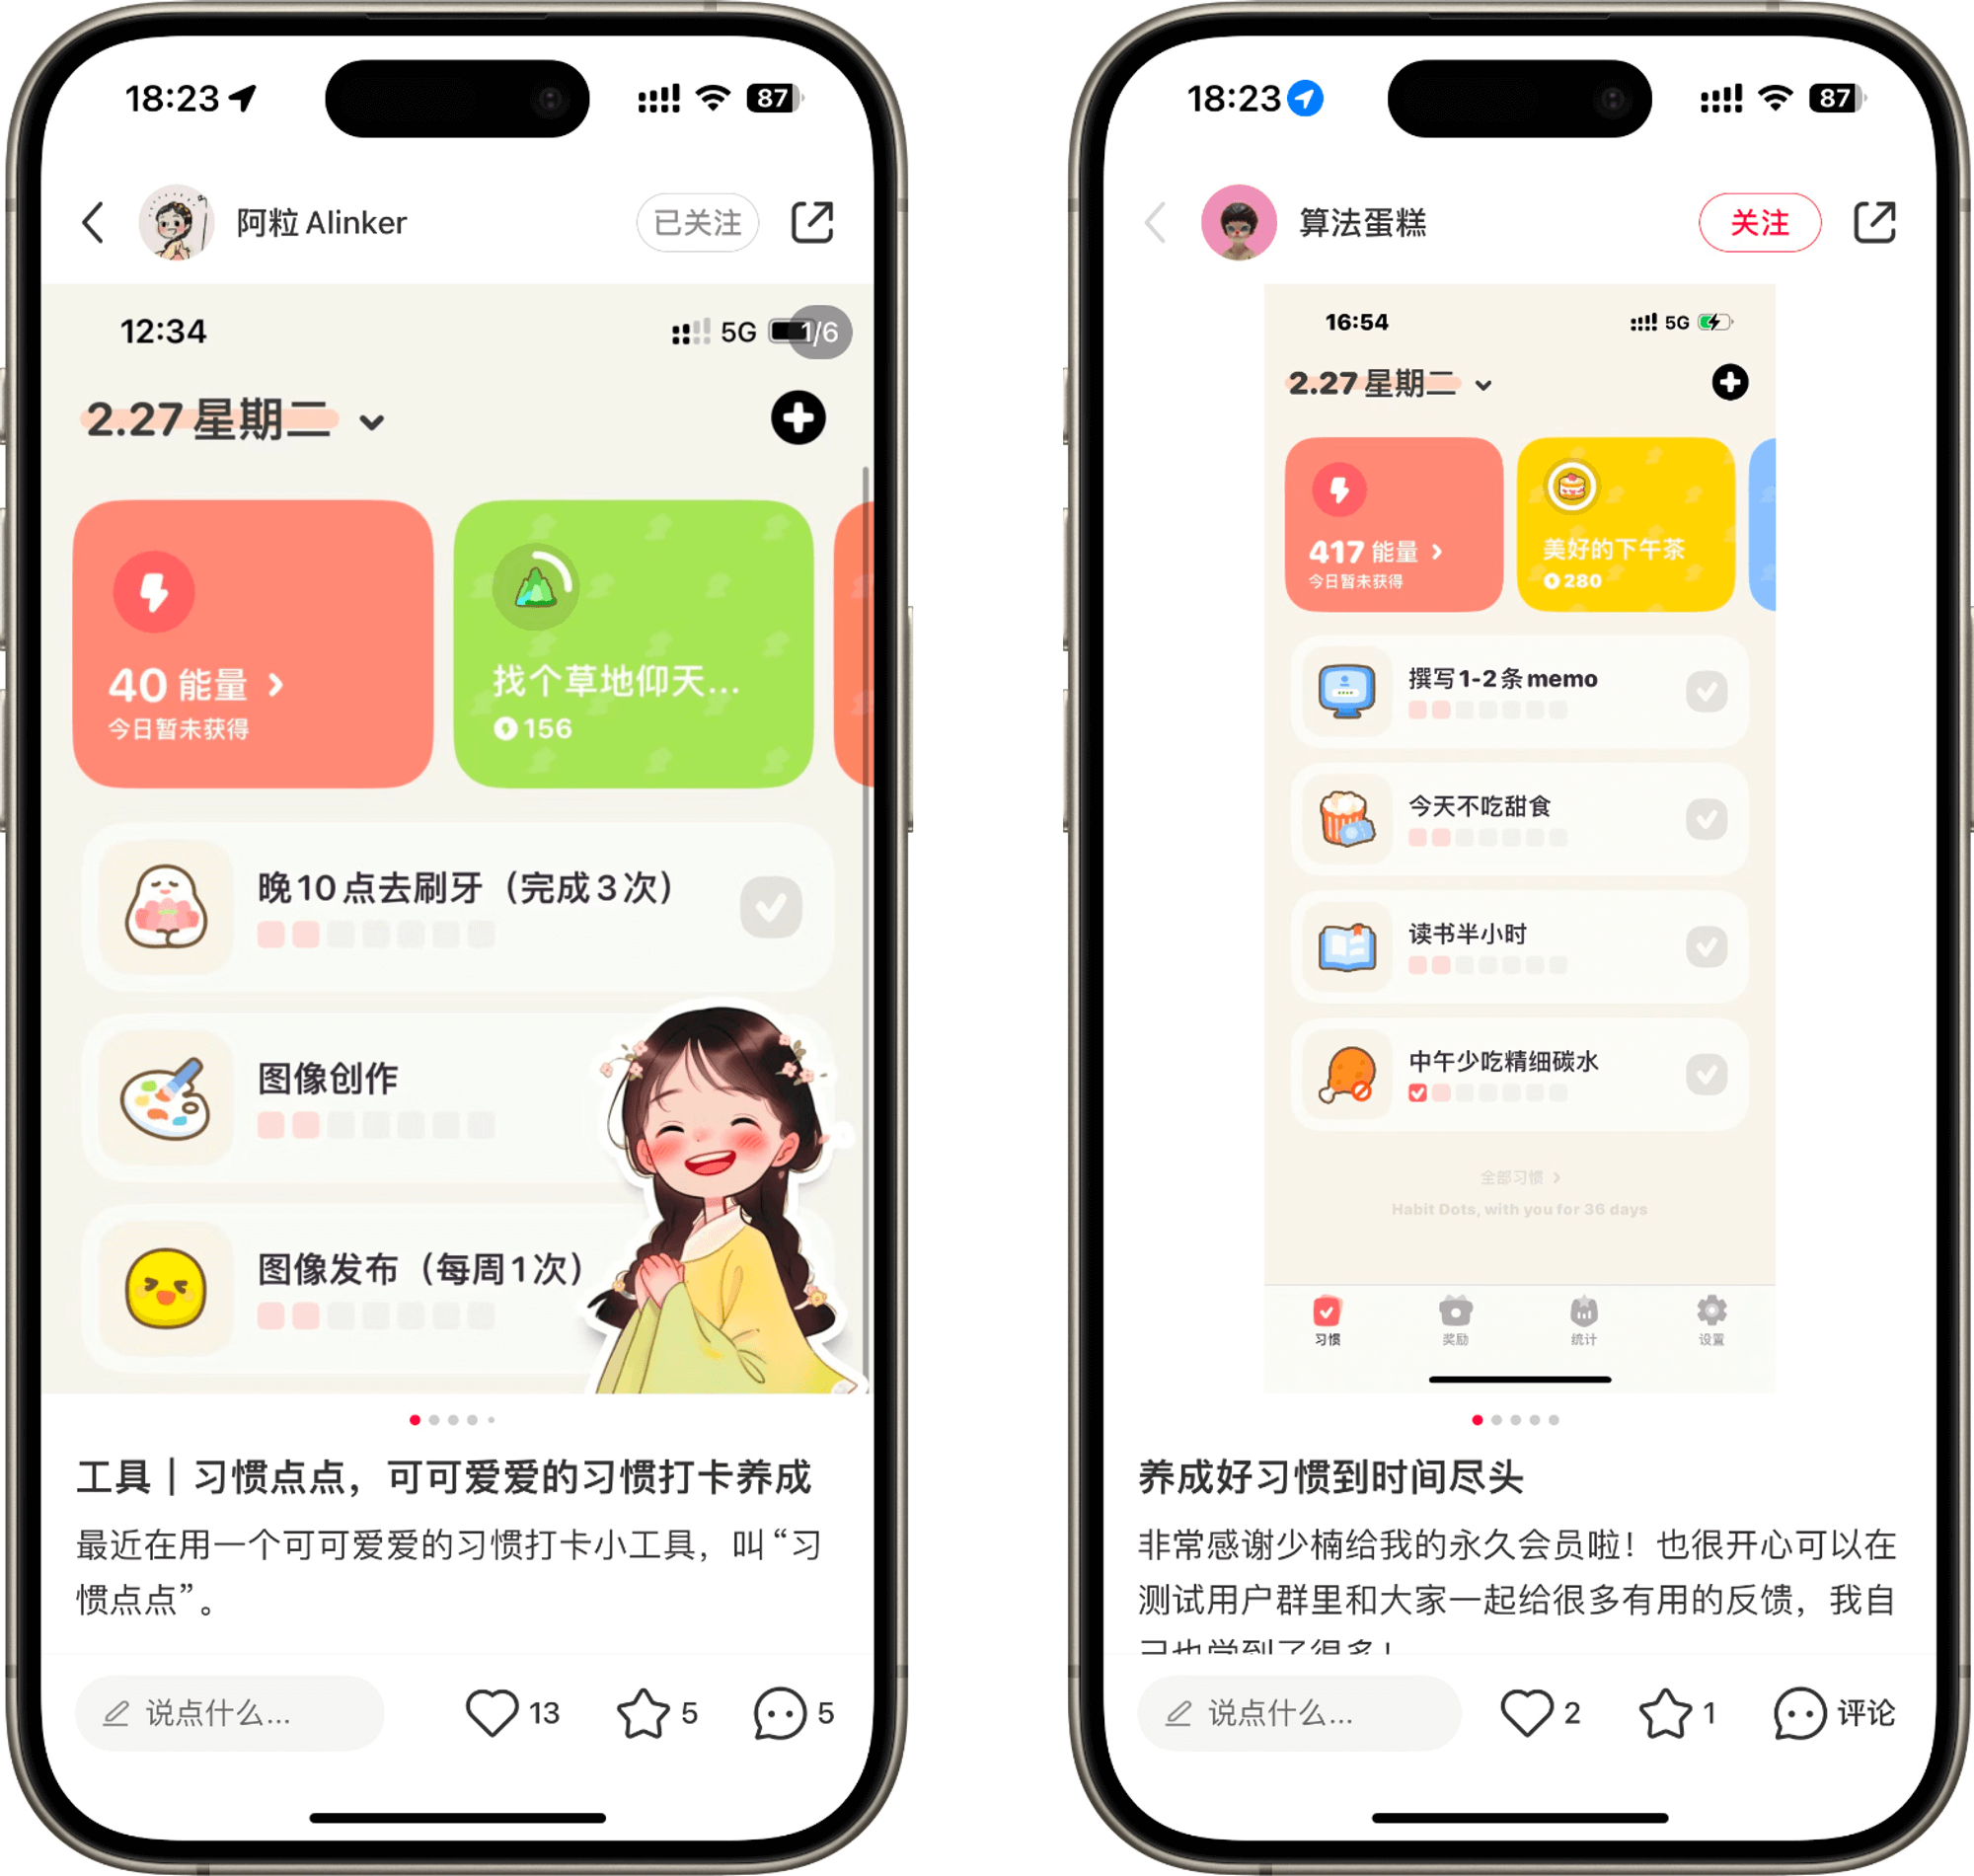 18:23
87
阿粒 Alinker
已关注
12:34
5G
1/6
2.27 星期二
40 能量
今日暂未获得
找个草地仰天...
156
晚10点去刷牙（完成3次）
图像创作
图像发布（每周1次）
工具｜习惯点点，可可爱爱的习惯打卡养成
最近在用一个可可爱爱的习惯打卡小工具，叫“习
惯点点”。
说点什么...
13
5
5
18:23
87
算法蛋糕
关注
16:54
5G
2.27 星期二
417 能量
今日暂未获得
美好的下午茶
280
撰写1-2条memo
今天不吃甜食
读书半小时
中午少吃精细碳水
全部习惯
Habit Dots, with you for 36 days
习惯
奖励
统计
设置
养成好习惯到时间尽头
非常感谢少楠给我的永久会员啦！也很开心可以在
测试用户群里和大家一起给很多有用的反馈，我自
己也学到了很多！
说点什么...
2
1
评论